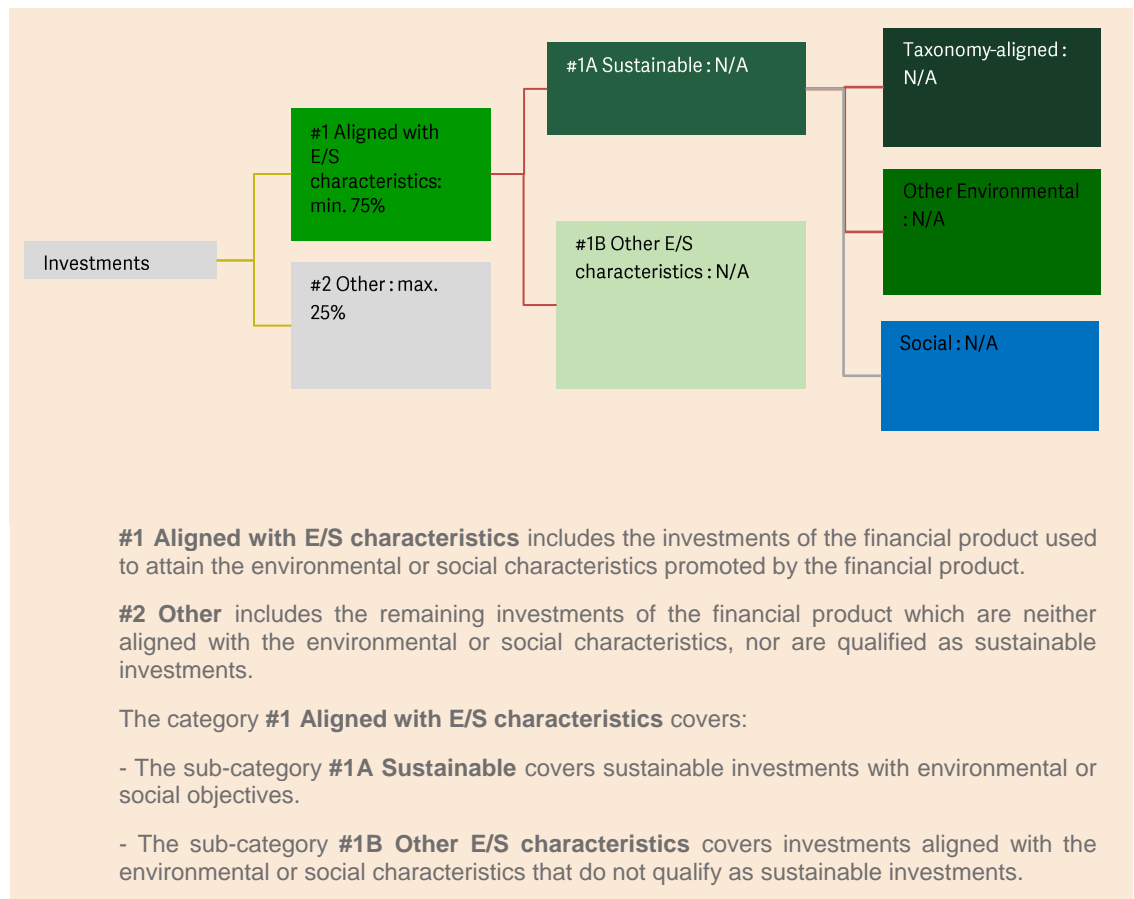 Investments
#1 Aligned with
E/S
characteristics:
min. 75%
#2 Other : max.
25%
#1A Sustainable : N/A
#1B Other E/S
characteristics : N/A
Taxonomy-aligned :
N/A
Other Environmental
: N/A
Social : N/A
#1 Aligned with E/S characteristics includes the investments of the financial product used
to attain the environmental or social characteristics promoted by the financial product.
#2 Other includes the remaining investments of the financial product which are neither
aligned with the environmental or social characteristics, nor are qualified as sustainable
investments.
The category #1 Aligned with E/S characteristics covers:
- The sub-category #1A Sustainable covers sustainable investments with environmental or
social objectives.
- The sub-category #1B Other E/S characteristics covers investments aligned with the
environmental or social characteristics that do not qualify as sustainable investments.